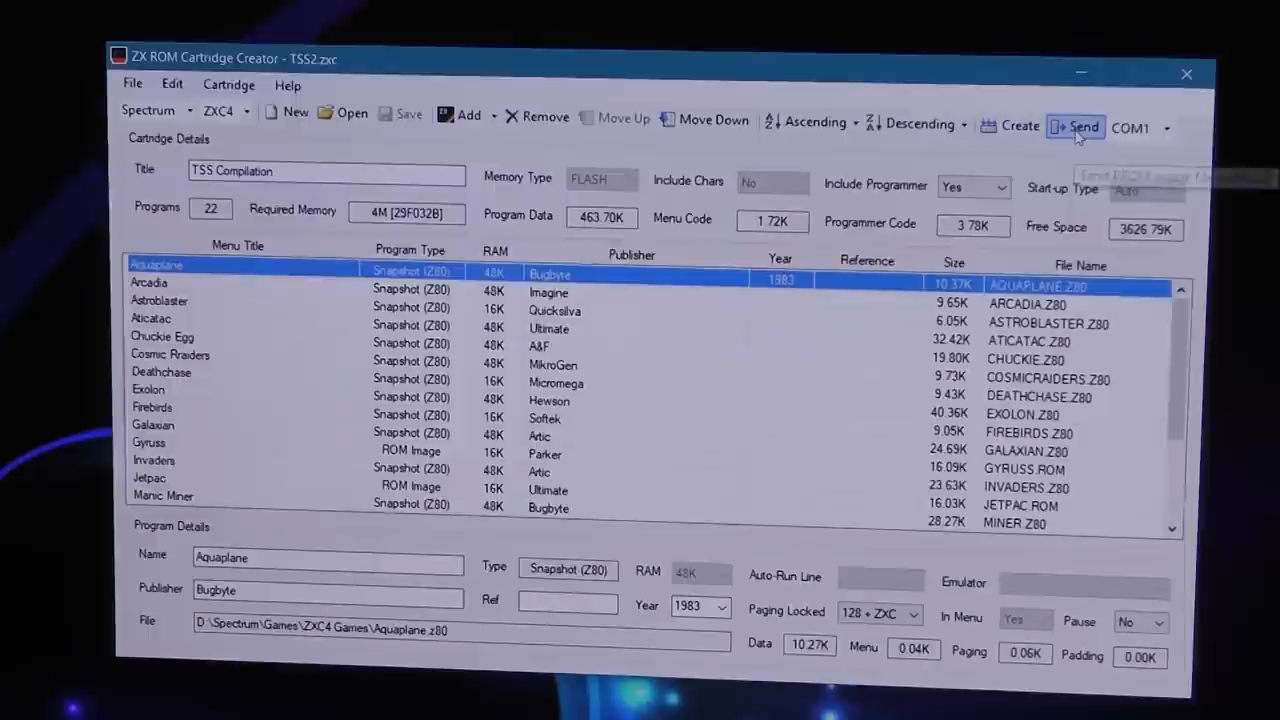 ZX ROM Cartridge Creator - TSS2.zxc
File Edit Cartridge Help
Spectrum ZXC4 New Open Save Add Remove Move Up Move Down Ascending Descending Create Send COM1
Cartridge Details
Title TSS Compilation Memory Type FLASH Include Chars No Include Programmer Yes Start-up Type Auto
Programs 22 Required Memory 4M [29F032B] Program Data 463.70K Menu Code 1.72K Programmer Code 3.78K Free Space 3626.79K
Menu Title Program Type RAM Publisher Year Reference Size File Name
Aquaplane Snapshot (Z80) 48K Bugbyte 1983 10.37K AQUAPLANE.Z80
Arcadia Snapshot (Z80) 48K Imagine 9.65K ARCADIA.Z80
Astroblaster Snapshot (Z80) 16K Quicksilva 6.05K ASTROBLASTER.Z80
Aticatac Snapshot (Z80) 48K Ultimate 32.42K ATICATAC.Z80
Chuckie Egg Snapshot (Z80) 48K A&F 19.80K CHUCKIE.Z80
Cosmic Rraiders Snapshot (Z80) 48K MikroGen 9.73K COSMICRAIDERS.Z80
Deathchase Snapshot (Z80) 16K Micromega 9.43K DEATHCHASE.Z80
Exolon Snapshot (Z80) 48K Hewson 40.36K EXOLON.Z80
Firebirds Snapshot (Z80) 16K Softek 9.05K FIREBIRDS.Z80
Galaxian Snapshot (Z80) 48K Artic 24.69K GALAXIAN.Z80
Gyruss ROM Image 16K Parker 16.09K GYRUSS.ROM
Invaders Snapshot (Z80) 48K Artic 23.63K INVADERS.Z80
Jetpac ROM Image 16K Ultimate 16.03K JETPAC.ROM
Manic Miner Snapshot (Z80) 48K Bugbyte 28.27K MINER.Z80
Program Details
Name Aquaplane Type Snapshot (Z80) RAM 48K Auto-Run Line Emulator
Publisher Bugbyte Ref Year 1983 Paging Locked 128 + ZXC In Menu Yes Pause No
File D:\Spectrum\Games\ZXC4 Games\Aquaplane.z80 Data 10.27K Menu 0.04K Paging 0.06K Padding 0.00K